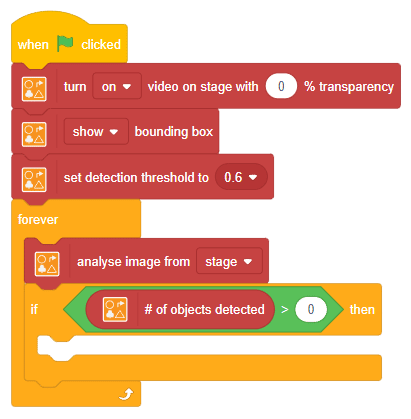 when clicked
turn on video on stage with 0 % transparency
show bounding box
set detection threshold to 0.6
forever
analyse image from stage
if # of objects detected > 0 then